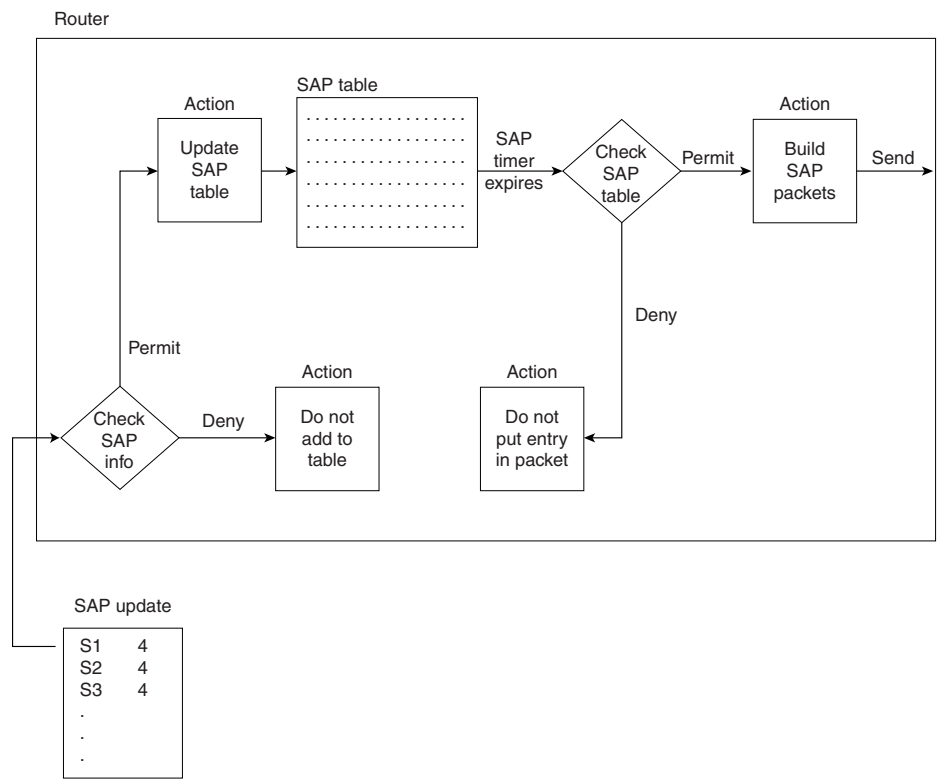 Router
Action
Update
SAP
table
SAP table
. . . . . . . . . . . . . . . . . .
. . . . . . . . . . . . . . . . . .
. . . . . . . . . . . . . . . . . .
. . . . . . . . . . . . . . . . . .
. . . . . . . . . . . . . . . . . .
. . . . . . . . . . . . . . . . . .
SAP
timer
expires
Check
SAP
table
Permit
Action
Build
SAP
packets
Send
Deny
Permit
Check
SAP
info
Deny
Action
Do not
add to
table
Action
Do not
put entry
in packet
SAP update
S1 4
S2 4
S3 4
.
.
.